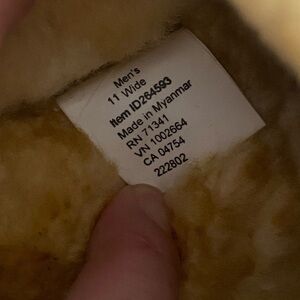 Men's
11 Wide
Item ID264593
Made in Myanmar
RN 71341
VN 1002664
CA 04754
222802